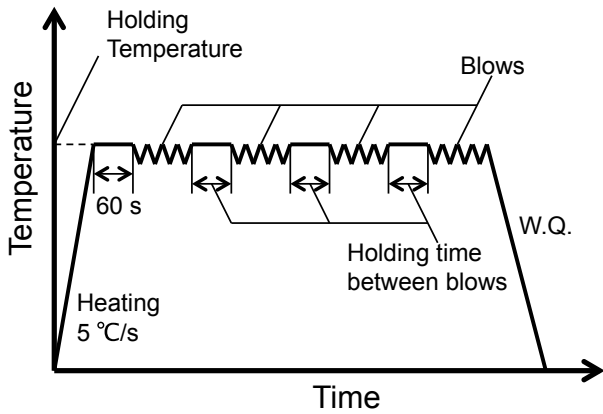 Holding
Temperature
Blows
Temperature
60 s
W.Q.
Holding time
between blows
Heating
5 ℃/s
Time